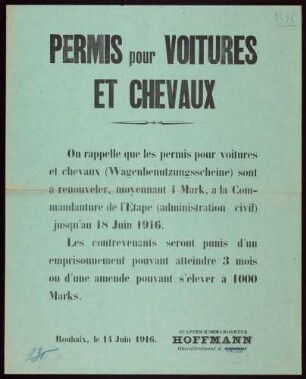 PERMIS pour VOITURES
ET CHEVAUX
On rappelle que les permis pour voitures
et chevaux (Wagenbenutzungsscheine) sont
a renouveler, moyennant 1 Mark, a la Com-
mandanture de l'Etape (administration civil)
jusqu'au 18 Juin 1916.
Les contrevenants seront punis d'un
emprisonnement pouvant atteindre 3 mois
ou d'une amende pouvant s'élever à 1000
Marks.
Roubaix, le 14 Juin 1916.
ETAPPEN-KOMMANDANTUR
HOFFMANN